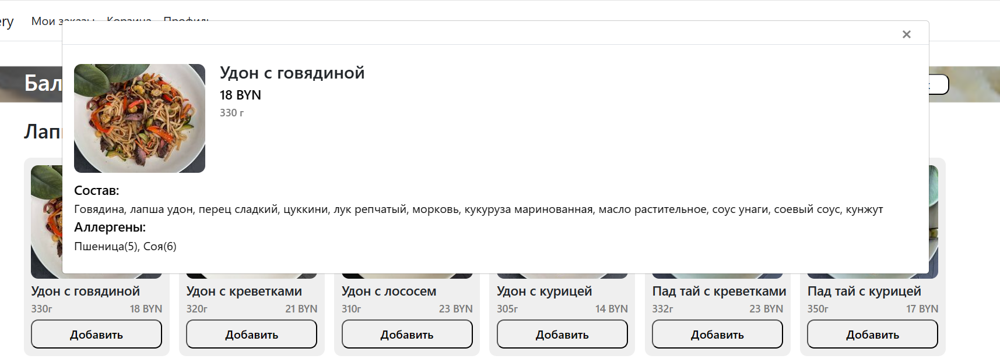 ery Мои заказы Корзина Профиль
×
Бал
Удон с говядиной
18 BYN
330 г
Лап
Состав:
Говядина, лапша удон, перец сладкий, цуккини, лук репчатый, морковь, кукуруза маринованная, масло растительное, соус унаги, соевый соус, кунжут
Аллергены:
Пшеница(5), Соя(6)
Удон с говядиной
330г 18 BYN
Добавить
Удон с креветками
320г 21 BYN
Добавить
Удон с лососем
310г 23 BYN
Добавить
Удон с курицей
305г 14 BYN
Добавить
Пад тай с креветками
332г 23 BYN
Добавить
Пад тай с курицей
350г 17 BYN
Добавить